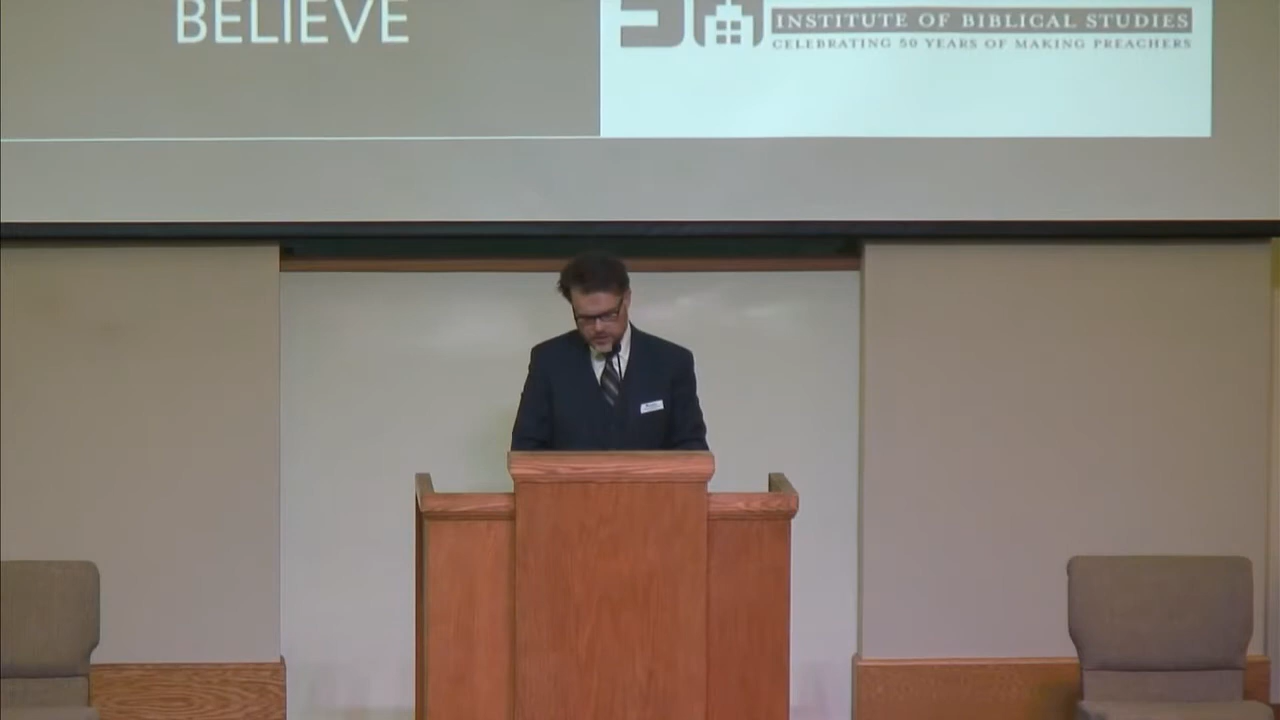 BELIEVE
INSTITUTE OF BIBLICAL STUDIES
CELEBRATING 50 YEARS OF MAKING PREACHERS